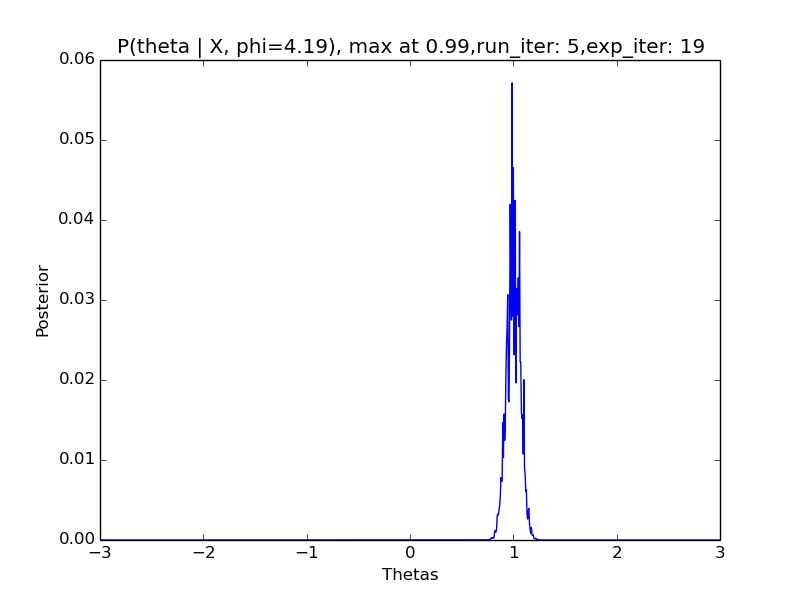 P(theta | X, phi=4.19), max at 0.99,run_iter: 5,exp_iter: 19
0.06
0.05
0.04
0.03
0.02
0.01
0.00
Posterior
−3 −2 −1 0 1 2 3
Thetas